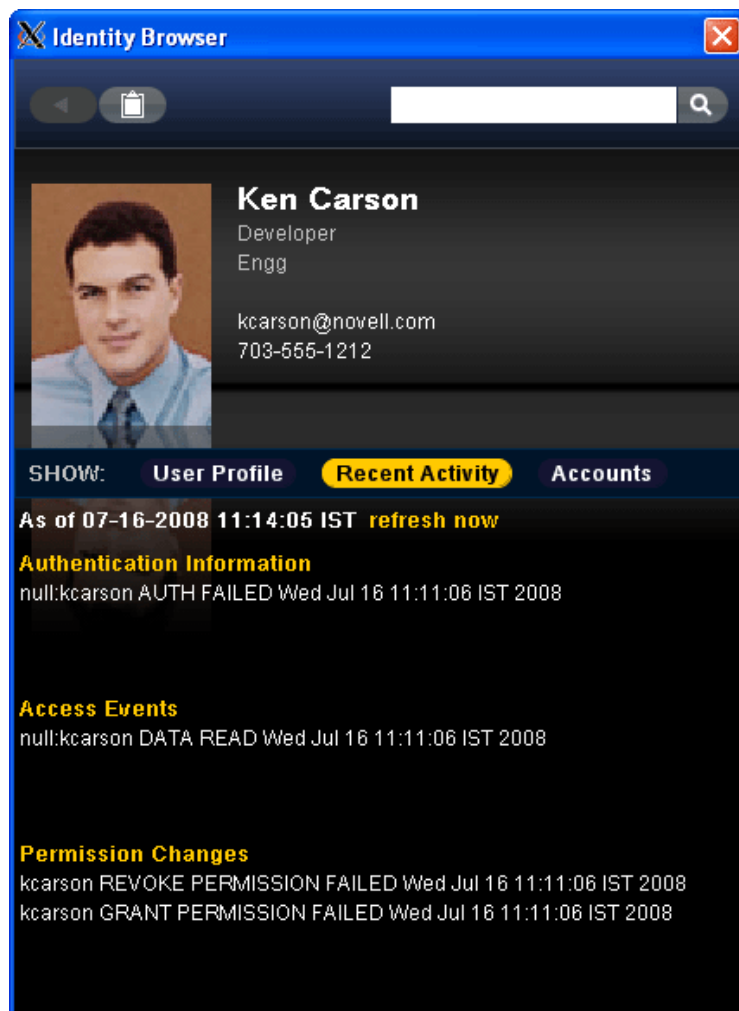 Identity Browser
Ken Carson
Developer
Engg
kcarson@novell.com
703-555-1212
SHOW: User Profile Recent Activity Accounts
As of 07-16-2008 11:14:05 IST refresh now
Authentication Information
null:kcarson AUTH FAILED Wed Jul 16 11:11:06 IST 2008
Access Events
null:kcarson DATA READ Wed Jul 16 11:11:06 IST 2008
Permission Changes
kcarson REVOKE PERMISSION FAILED Wed Jul 16 11:11:06 IST 2008
kcarson GRANT PERMISSION FAILED Wed Jul 16 11:11:06 IST 2008